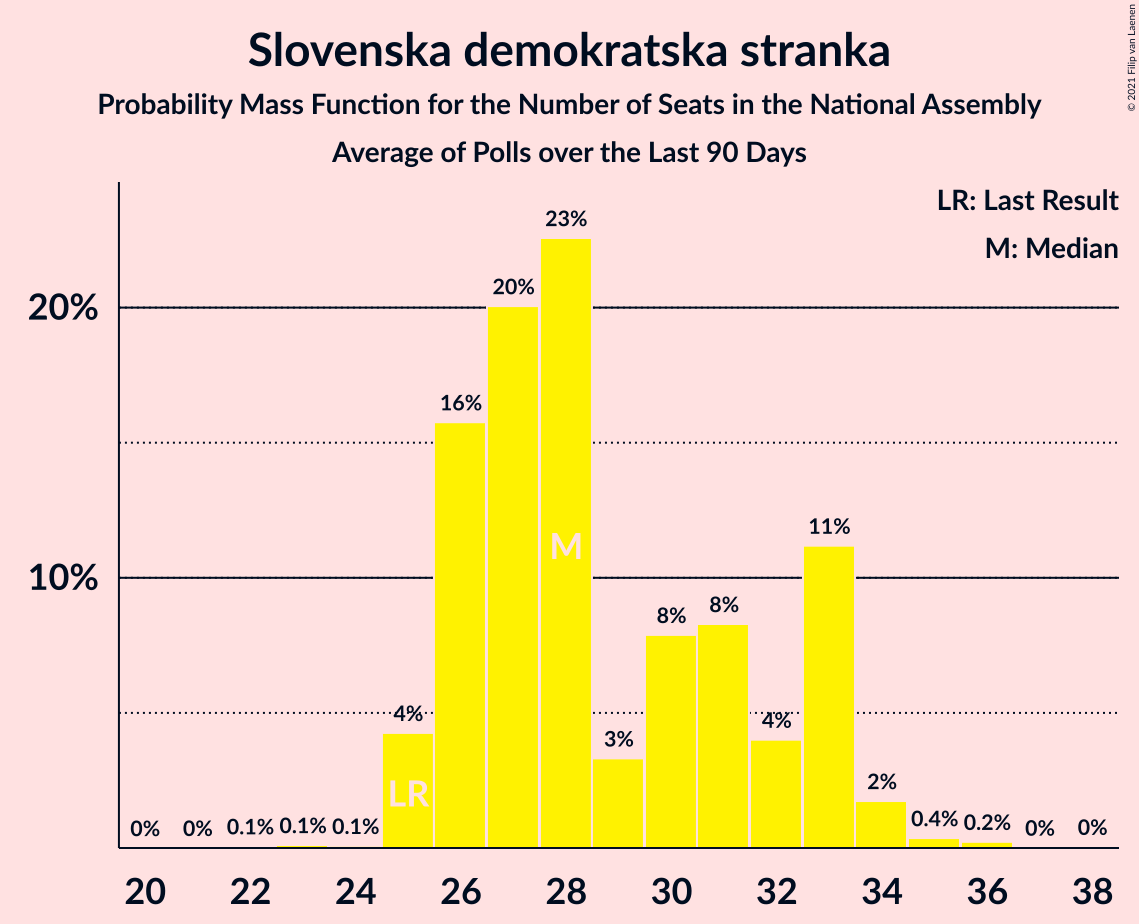 Slovenska demokratska stranka
Probability Mass Function for the Number of Seats in the National Assembly
Average of Polls over the Last 90 Days
© 2021 Filip van Laenen
LR: Last Result
M: Median
20%
10%
0%
0%
0.1%
0.1%
0.1%
4%
16%
20%
23%
3%
8%
8%
4%
11%
2%
0.4%
0.2%
0%
0%
LR
M
20 22 24 26 28 30 32 34 36 38